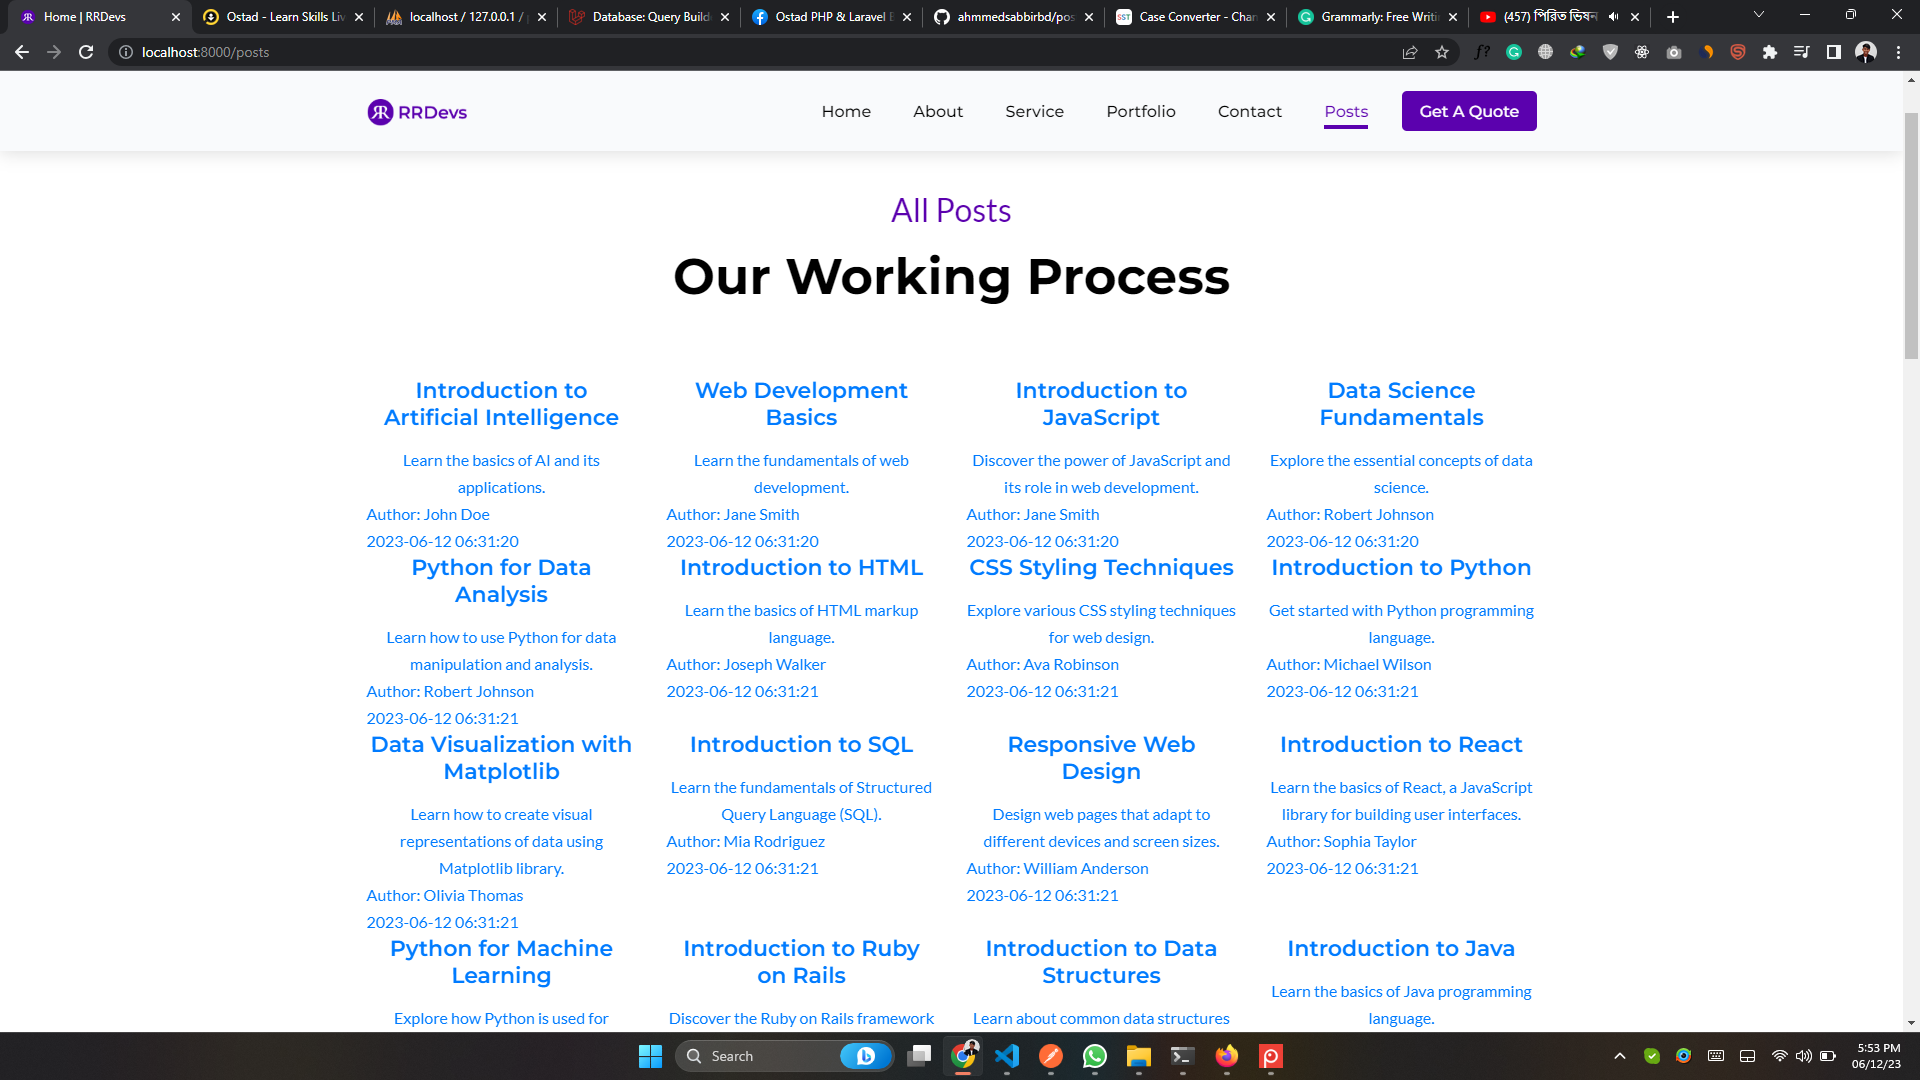 Home | RRDevs
Ostad - Learn Skills Liv
localhost / 127.0.0.1 /
Database: Query Build
Ostad PHP & Laravel B
ahmmedsabbirbd/pos
Case Converter - Chan
Grammarly: Free Writi
(457) পিরিত ভিষন
localhost:8000/posts
RRDevs
Home
About
Service
Portfolio
Contact
Posts
Get A Quote
All Posts
Our Working Process
Introduction to
Artificial Intelligence
Learn the basics of AI and its
applications.
Author: John Doe
2023-06-12 06:31:20
Web Development
Basics
Learn the fundamentals of web
development.
Author: Jane Smith
2023-06-12 06:31:20
Introduction to
JavaScript
Discover the power of JavaScript and
its role in web development.
Author: Jane Smith
2023-06-12 06:31:20
Data Science
Fundamentals
Explore the essential concepts of data
science.
Author: Robert Johnson
2023-06-12 06:31:20
Python for Data
Analysis
Learn how to use Python for data
manipulation and analysis.
Author: Robert Johnson
2023-06-12 06:31:21
Introduction to HTML
Learn the basics of HTML markup
language.
Author: Joseph Walker
2023-06-12 06:31:21
CSS Styling Techniques
Explore various CSS styling techniques
for web design.
Author: Ava Robinson
2023-06-12 06:31:21
Introduction to Python
Get started with Python programming
language.
Author: Michael Wilson
2023-06-12 06:31:21
Data Visualization with
Matplotlib
Learn how to create visual
representations of data using
Matplotlib library.
Author: Olivia Thomas
2023-06-12 06:31:21
Introduction to SQL
Learn the fundamentals of Structured
Query Language (SQL).
Author: Mia Rodriguez
2023-06-12 06:31:21
Responsive Web
Design
Design web pages that adapt to
different devices and screen sizes.
Author: William Anderson
2023-06-12 06:31:21
Introduction to React
Learn the basics of React, a JavaScript
library for building user interfaces.
Author: Sophia Taylor
2023-06-12 06:31:21
Python for Machine
Learning
Explore how Python is used for
Introduction to Ruby
on Rails
Discover the Ruby on Rails framework
Introduction to Data
Structures
Learn about common data structures
Introduction to Java
Learn the basics of Java programming
language.
Search
5:53 PM
06/12/23